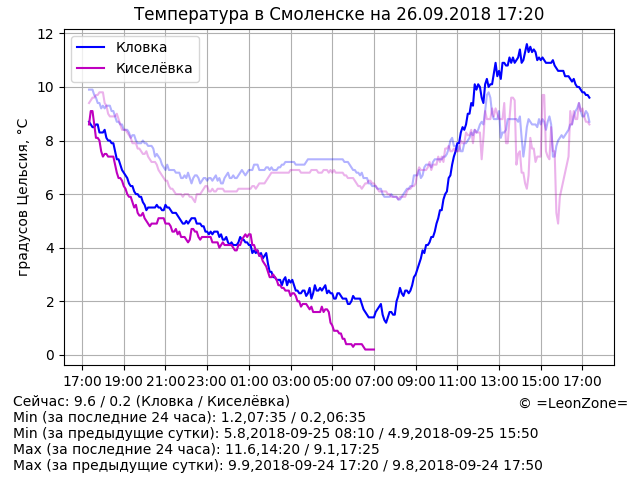 Температура в Смоленске на 26.09.2018 17:20
12
10
8
6
4
2
0
градусов Цельсия, °C
Кловка
Киселёвка
17:00 19:00 21:00 23:00 01:00 03:00 05:00 07:00 09:00 11:00 13:00 15:00 17:00
Сейчас: 9.6 / 0.2 (Кловка / Киселёвка)
© =LeonZone=
Min (за последние 24 часа): 1.2,07:35 / 0.2,06:35
Min (за предыдущие сутки): 5.8,2018-09-25 08:10 / 4.9,2018-09-25 15:50
Max (за последние 24 часа): 11.6,14:20 / 9.1,17:25
Max (за предыдущие сутки): 9.9,2018-09-24 17:20 / 9.8,2018-09-24 17:50